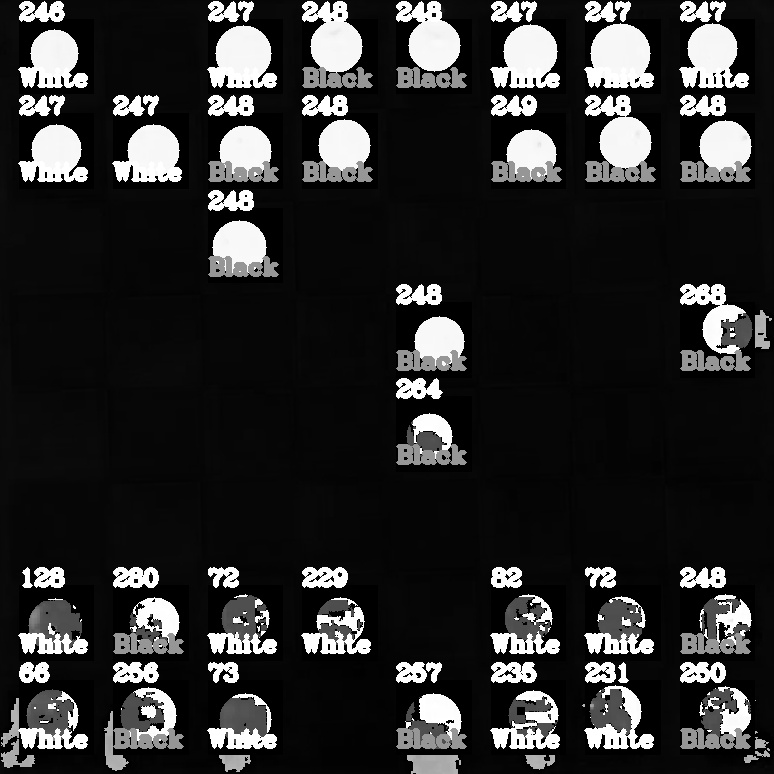 246 247 248 248 247 247 247
White White Black Black White White White
247 247 248 248 249 248 248
White White Black Black Black Black Black
248
Black
248 268
Black Black
264
Black
128 280 72 229 82 72 248
White Black White White White White Black
66 256 73 257 235 231 250
White Black White Black White White Black